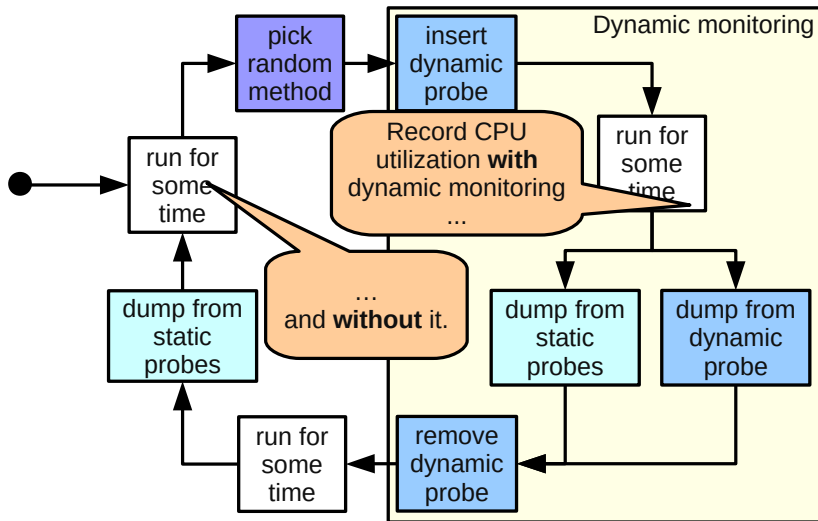 pick
random
method
insert
dynamic
probe
Dynamic monitoring
Record CPU
utilization with
dynamic monitoring
...
run for
some
time
run for
some
time
...
and without it.
dump from
static
probes
dump from
static
probes
dump from
dynamic
probe
run for
some
time
remove
dynamic
probe